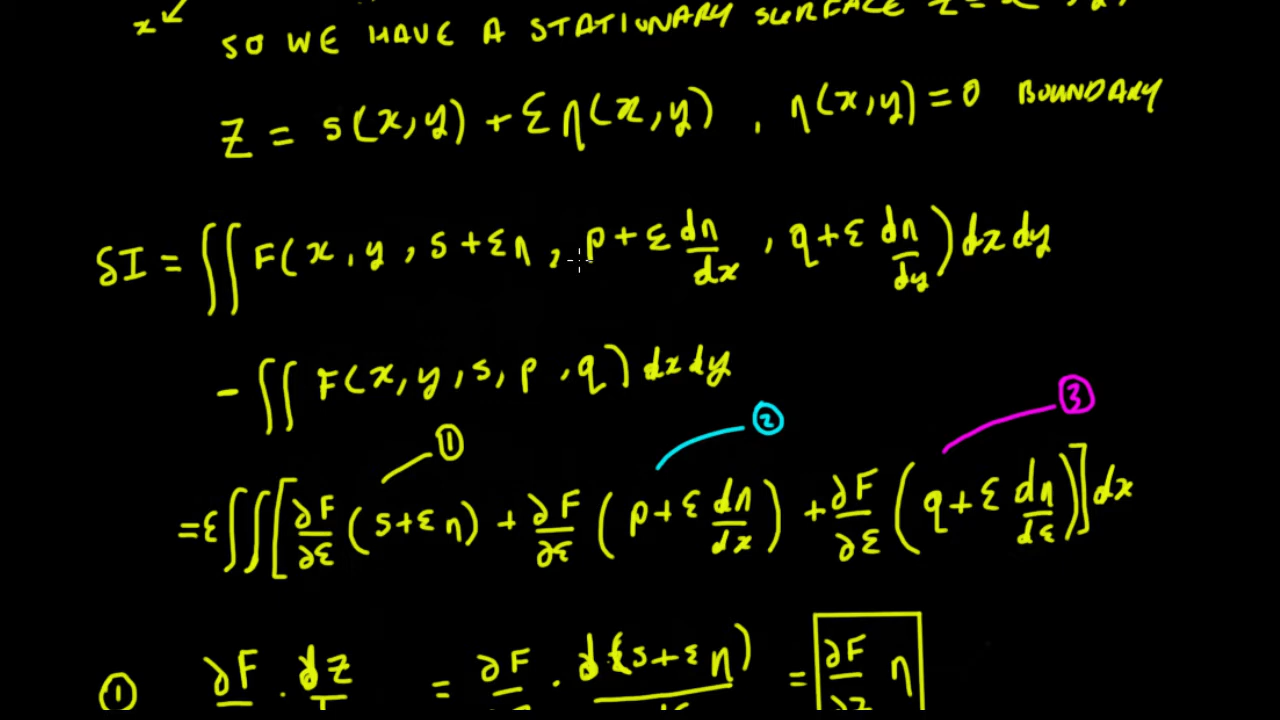 x
SO WE HAVE A STATIONARY SURFACE
Z = s(x,y) + εη(x,y) , η(x,y) = 0 BOUNDARY
δI = ∬ F(x, y, s+εη, p+ε dη/dx, q+ε dη/dy) dx dy
- ∬ F(x, y, s, p, q) dx dy
① ② ③
= ε ∭ [ ∂F/∂ε (s+εη) + ∂F/∂ε (p+ε dη/dx) + ∂F/∂ε (q+ε dη/dε) ] dx
① ∂F . dz = ∂F . d(s+εη) = ∂F/∂z η